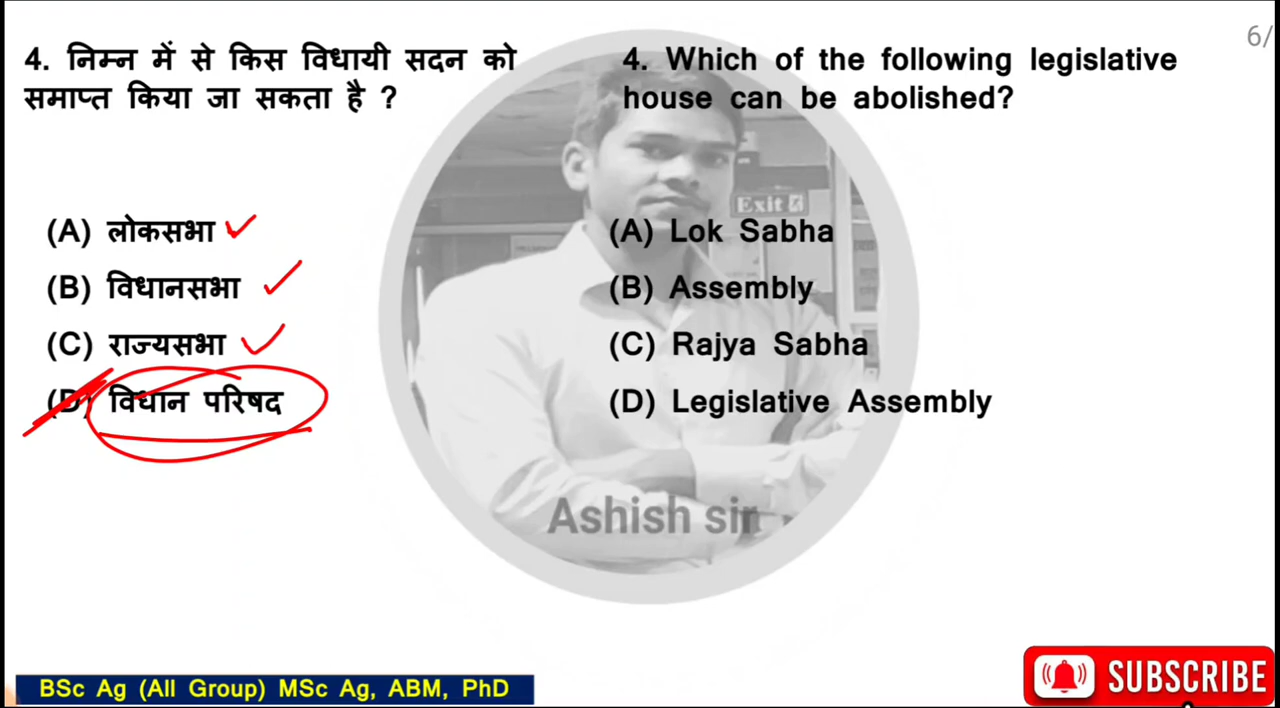 6/
4. निम्न में से किस विधायी सदन को
समाप्त किया जा सकता है ?
(A) लोकसभा
(B) विधानसभा
(C) राज्यसभा
(D) विधान परिषद
4. Which of the following legislative
house can be abolished?
(A) Lok Sabha
(B) Assembly
(C) Rajya Sabha
(D) Legislative Assembly
Exit
Ashish sir
BSc Ag (All Group) MSc Ag, ABM, PhD
SUBSCRIBE